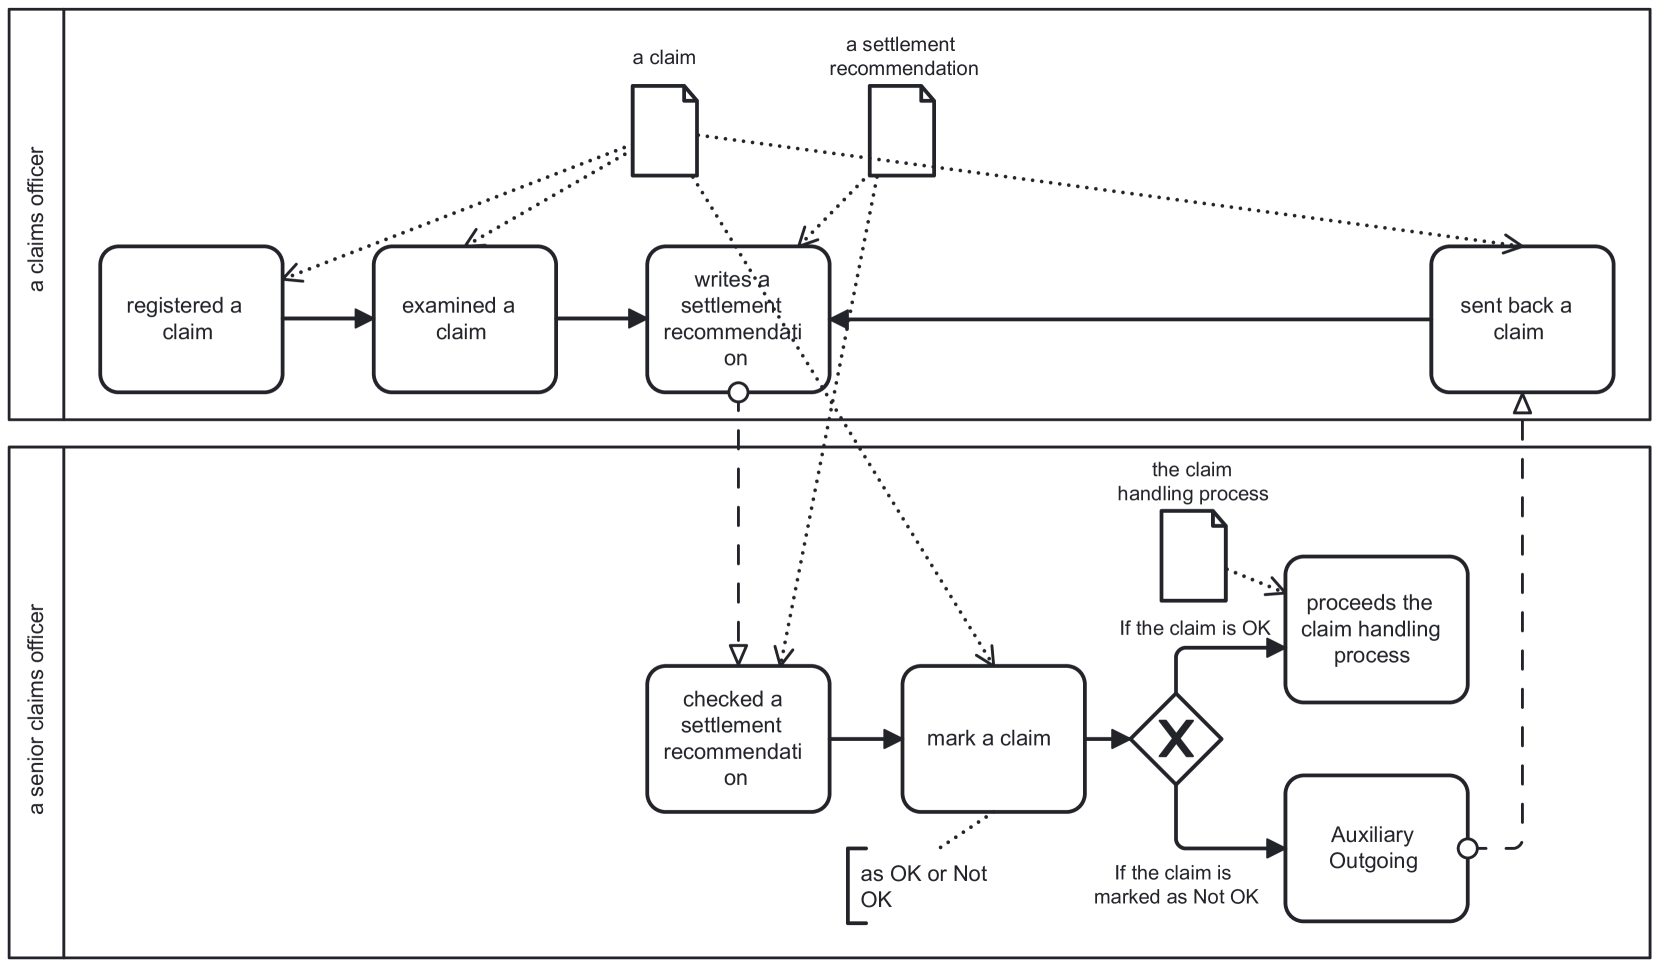 a claims officer
a claim
a settlement
recommendation
registered a
claim
examined a
claim
writes a
settlement
recommendati
on
sent back a
claim
a senior claims officer
the claim
handling process
If the claim is OK
proceeds the
claim handling
process
checked a
settlement
recommendati
on
mark a claim
X
as OK or Not
OK
If the claim is
marked as Not OK
Auxiliary
Outgoing